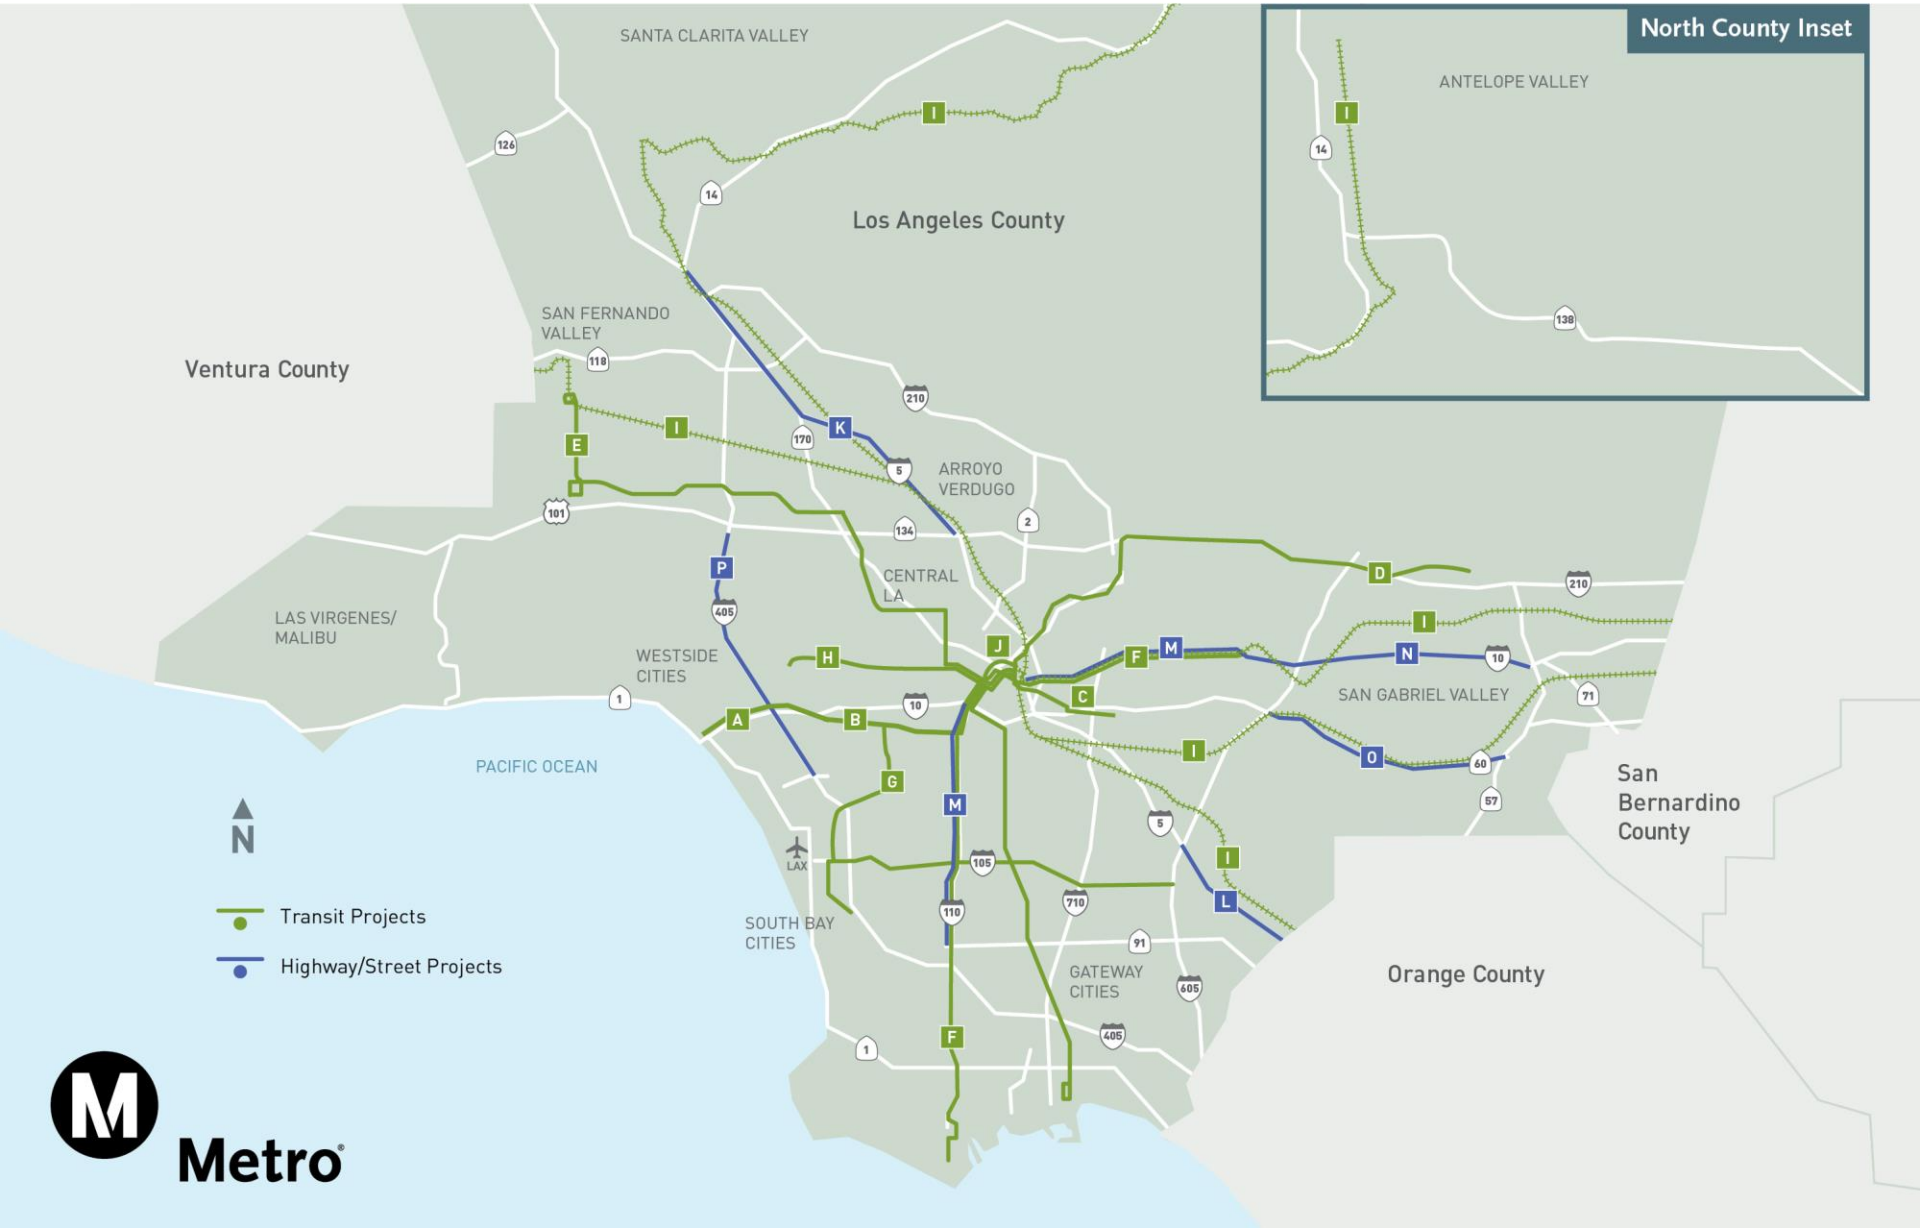 SANTA CLARITA VALLEY
North County Inset
ANTELOPE VALLEY
I
I
126
14
14
Los Angeles County
SAN FERNANDO
VALLEY
138
118
Ventura County
210
I
K
170
E
5
ARROYO
VERDUGO
101
134
2
P
CENTRAL
LA
D
210
405
LAS VIRGENES/
MALIBU
I
J
H
F
M
N
10
WESTSIDE
CITIES
SAN GABRIEL VALLEY
1
C
71
10
A
B
I
O
60
PACIFIC OCEAN
G
San
Bernardino
County
M
57
N
5
LAX
105
I
710
L
110
Transit Projects
SOUTH BAY
CITIES
91
Highway/Street Projects
GATEWAY
CITIES
Orange County
605
F
405
1
M
Metro®